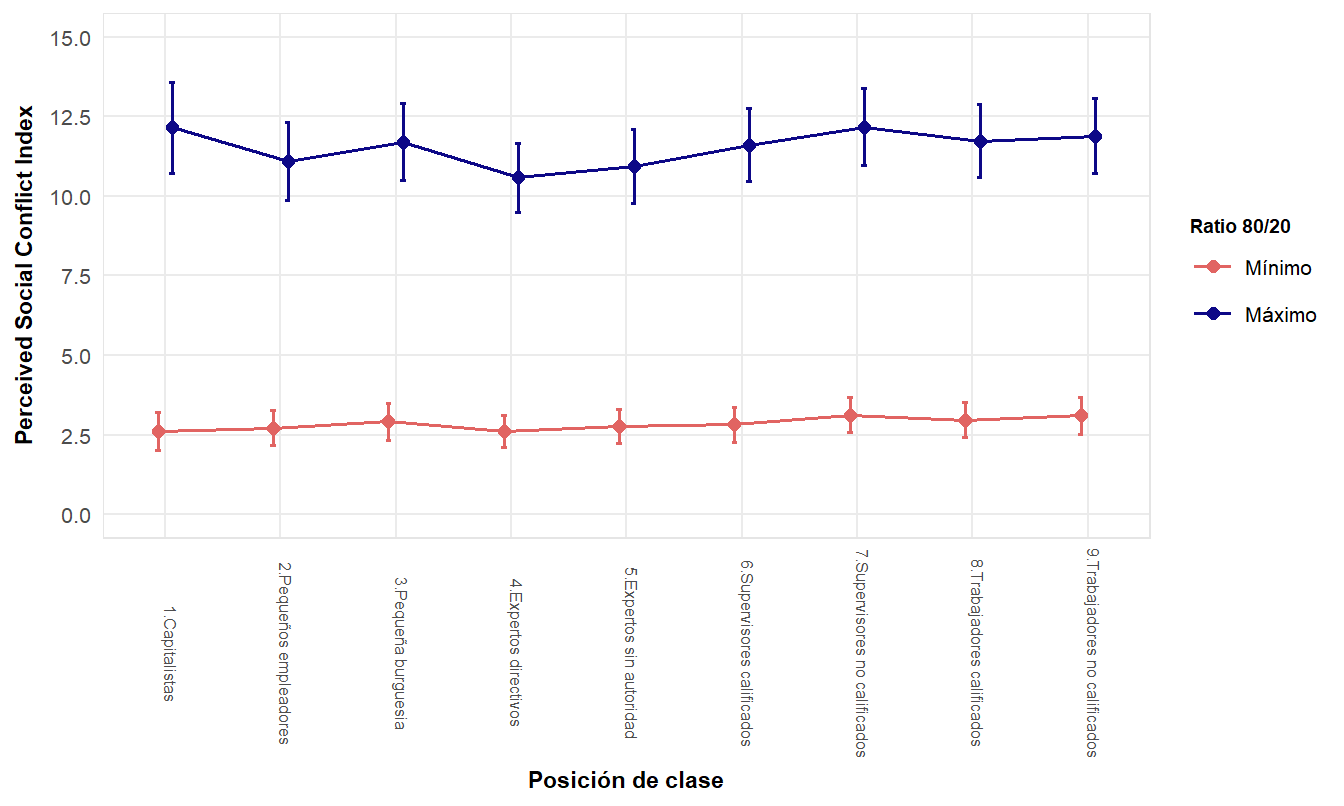 Perceived Social Conflict Index
15.0
12.5
10.0
7.5
5.0
2.5
0.0
1.Capitalistas
2.Pequeños empleadores
3.Pequeña burguesia
4.Expertos directivos
5.Expertos sin autoridad
6.Supervisores calificados
7.Supervisores no calificados
8.Trabajadores calificados
9.Trabajadores no calificados
Posición de clase
Ratio 80/20
Mínimo
Máximo